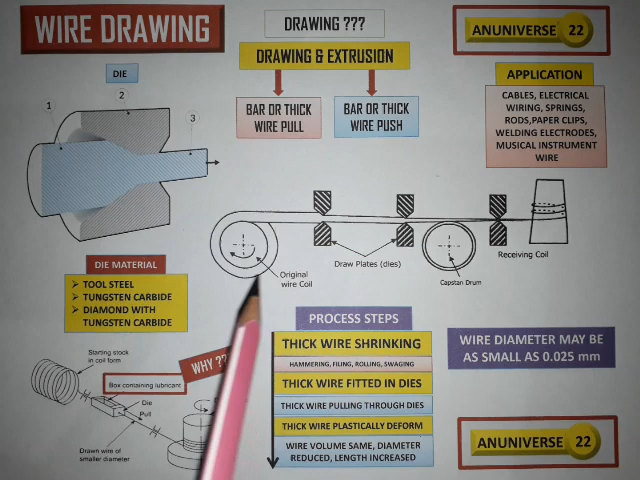 WIRE DRAWING
DRAWING ???
ANUNIVERSE 22
DRAWING & EXTRUSION
DIE
APPLICATION
BAR OR THICK
WIRE PULL
BAR OR THICK
WIRE PUSH
CABLES, ELECTRICAL
WIRING, SPRINGS,
RODS,PAPER CLIPS,
WELDING ELECTRODES,
MUSICAL INSTRUMENT
WIRE
1
2
3
Original
wire Coil
Draw Plates (dies)
Capstan Drum
Receiving Coil
DIE MATERIAL
➢ TOOL STEEL
➢ TUNGSTEN CARBIDE
➢ DIAMOND WITH
TUNGSTEN CARBIDE
PROCESS STEPS
THICK WIRE SHRINKING
HAMMERING, FILING, ROLLING, SWAGING
THICK WIRE FITTED IN DIES
THICK WIRE PULLING THROUGH DIES
THICK WIRE PLASTICALLY DEFORM
WIRE VOLUME SAME, DIAMETER
REDUCED, LENGTH INCREASED
WIRE DIAMETER MAY BE
AS SMALL AS 0.025 mm
Starting stock
in coil form
WHY ??
Box containing lubricant
Die
Pull
Drawn wire of
smaller diameter
ANUNIVERSE 22